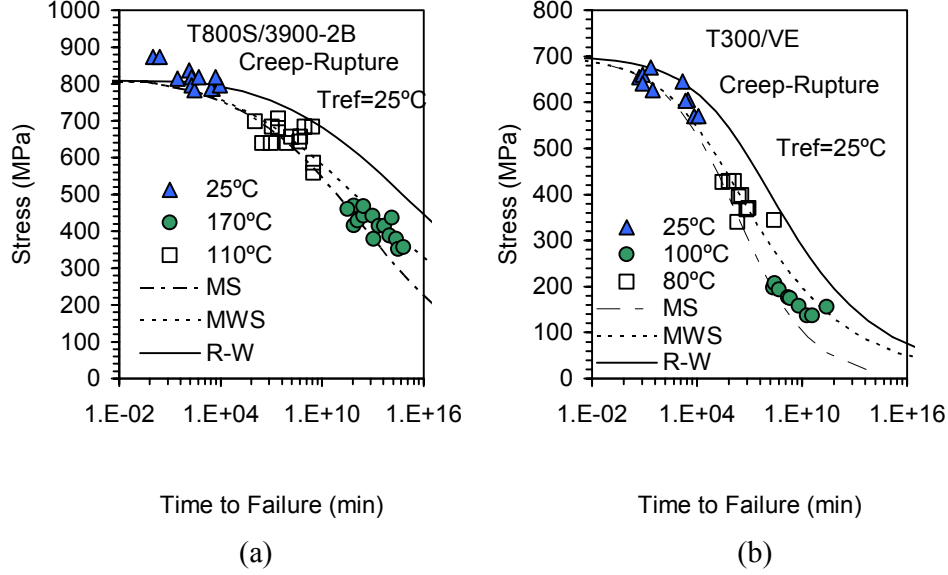 T800S/3900-2B
Creep-Rupture
Tref=25ºC
Stress (MPa)
1000
900
800
700
600
500
400
300
200
100
0
25ºC
170ºC
110ºC
MS
MWS
R-W
1.E-02
1.E+04
1.E+10
1.E+16
Time to Failure (min)
(a)
T300/VE
Creep-Rupture
Tref=25ºC
Stress (MPa)
800
700
600
500
400
300
200
100
0
25ºC
100ºC
80ºC
MS
MWS
R-W
1.E-02
1.E+04
1.E+10
1.E+16
Time to Failure (min)
(b)